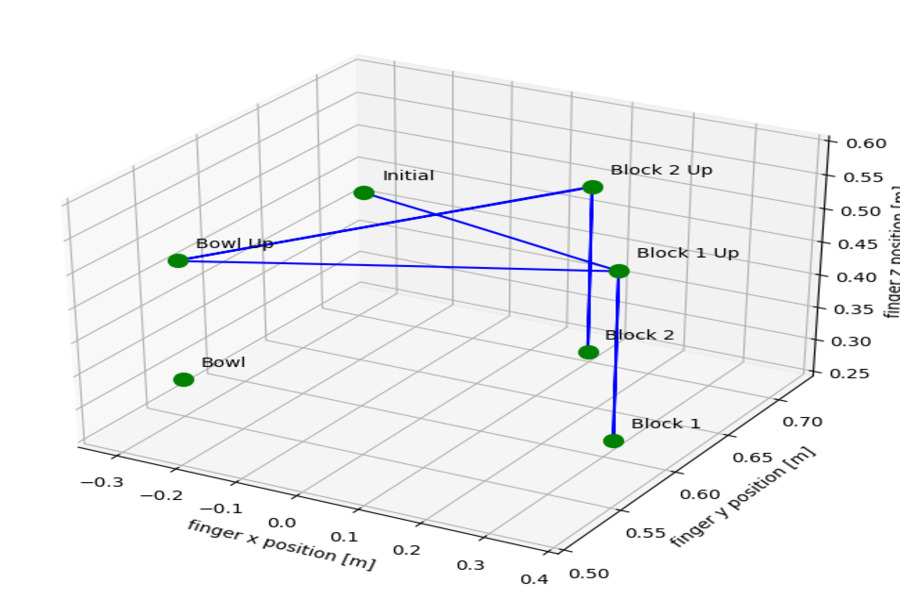 Initial
Block 2 Up
Bowl Up
Block 1 Up
Block 2
Bowl
Block 1
0.60
0.55
0.50
0.45
0.40
0.35
0.30
0.25
finger z position [m]
−0.3
−0.2
−0.1
0.0
0.1
0.2
0.3
0.4
finger x position [m]
0.50
0.55
0.60
0.65
0.70
finger y position [m]